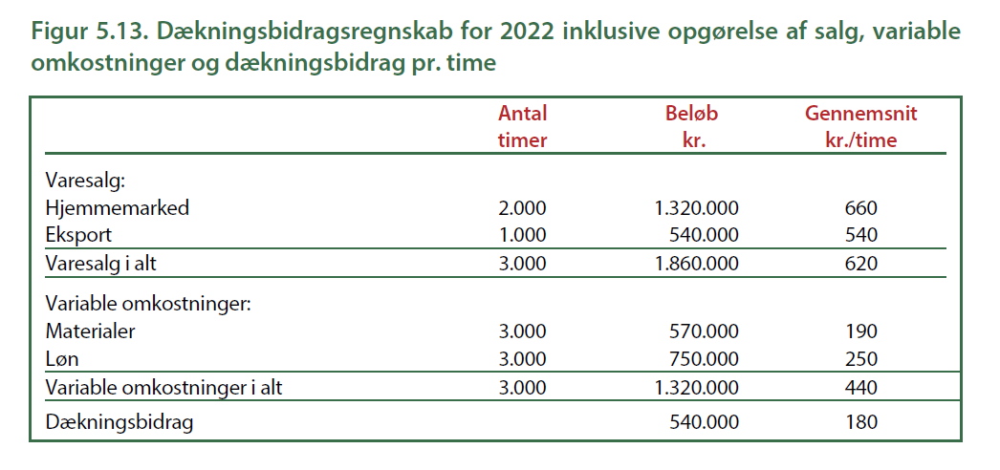 Figur 5.13. Dækningsbidragsregnskab for 2022 inklusive opgørelse af salg, variable
omkostninger og dækningsbidrag pr. time
Antal Beløb Gennemsnit
timer kr. kr./time
Varesalg:
Hjemmemarked 2.000 1.320.000 660
Eksport 1.000 540.000 540
Varesalg i alt 3.000 1.860.000 620
Variable omkostninger:
Materialer 3.000 570.000 190
Løn 3.000 750.000 250
Variable omkostninger i alt 3.000 1.320.000 440
Dækningsbidrag 540.000 180